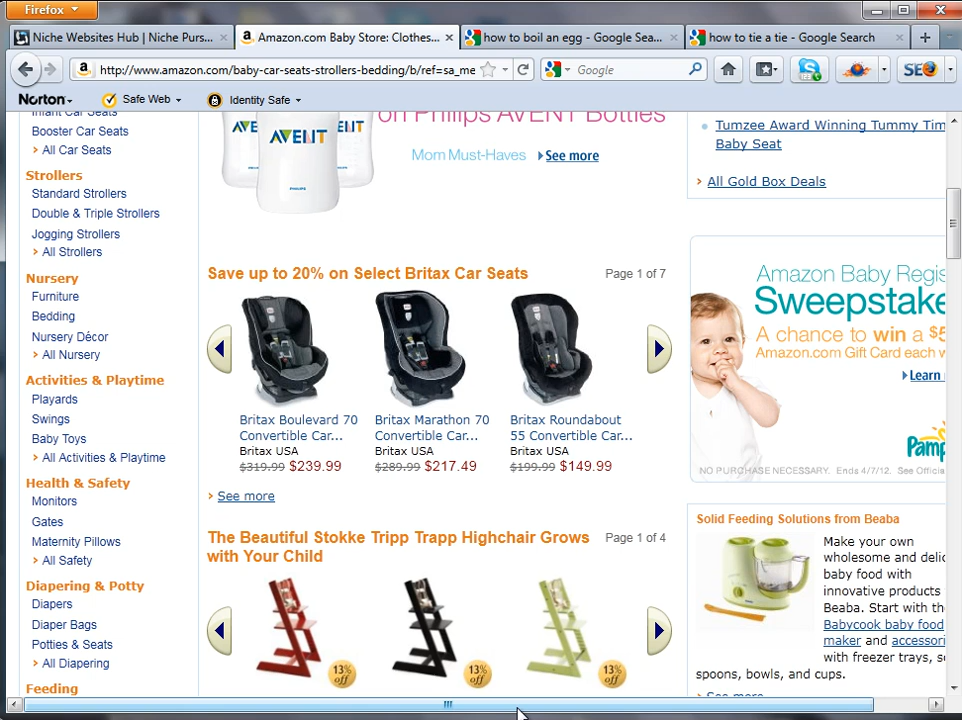 Firefox
Niche Websites Hub | Niche Purs...
Amazon.com Baby Store: Clothes...
how to boil an egg - Google Sea...
how to tie a tie - Google Search
http://www.amazon.com/baby-car-seats-strollers-bedding/b/ref=sa_me
Google
SEO
Norton
Safe Web
Identity Safe
Infant Car Seats
Booster Car Seats
All Car Seats
Strollers
Standard Strollers
Double & Triple Strollers
Jogging Strollers
All Strollers
Nursery
Furniture
Bedding
Nursery Décor
All Nursery
Activities & Playtime
Playards
Swings
Baby Toys
All Activities & Playtime
Health & Safety
Monitors
Gates
Maternity Pillows
All Safety
Diapering & Potty
Diapers
Diaper Bags
Potties & Seats
All Diapering
Feeding
on Philips AVENT Bottles
AVENT
PHILIPS
Mom Must-Haves
See more
Save up to 20% on Select Britax Car Seats
Page 1 of 7
Britax Boulevard 70
Convertible Car...
Britax USA
$319.99 $239.99
Britax Marathon 70
Convertible Car...
Britax USA
$289.99 $217.49
Britax Roundabout
55 Convertible Car...
Britax USA
$199.99 $149.99
See more
The Beautiful Stokke Tripp Trapp Highchair Grows
with Your Child
Page 1 of 4
13%
off
13%
off
13%
off
Tumzee Award Winning Tummy Tim
Baby Seat
All Gold Box Deals
Amazon Baby Regis
Sweepstake
A chance to win a $5
Amazon.com Gift Card each w
Learn
Pamp
NO PURCHASE NECESSARY. Ends 4/7/12. See Officia
Solid Feeding Solutions from Beaba
Make your own
wholesome and delic
baby food with
innovative products
Beaba. Start with the
Babycook baby food
maker and accessori
with freezer trays, s
spoons, bowls, and cups.
See more